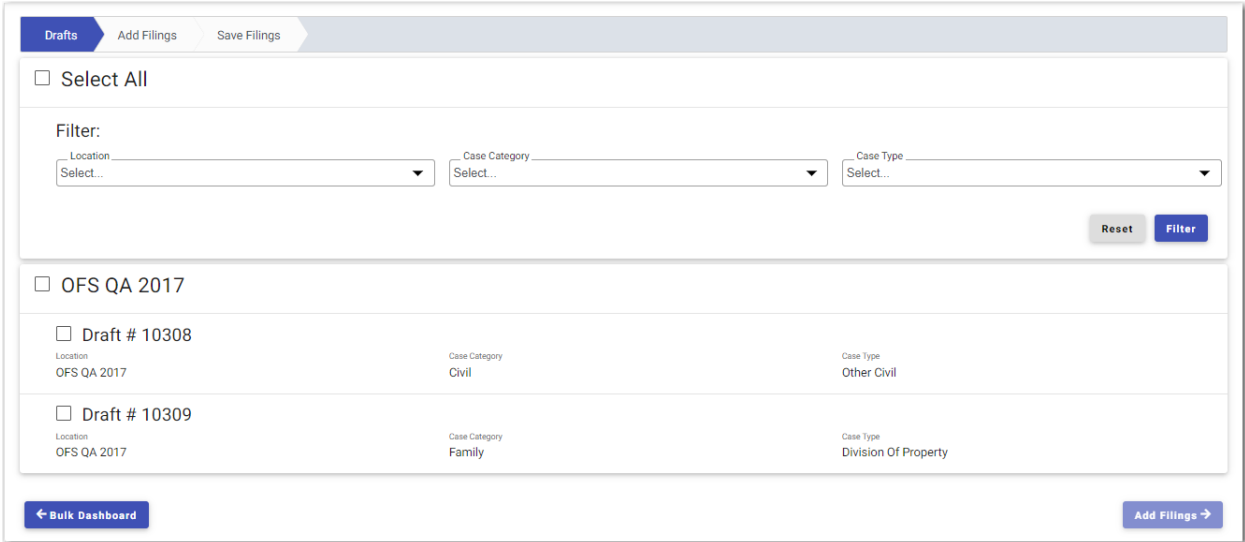 Drafts Add Filings Save Filings
Select All
Filter:
Location Case Category Case Type
Select... Select... Select...
Reset Filter
OFS QA 2017
Draft # 10308
Location Case Category Case Type
OFS QA 2017 Civil Other Civil
Draft # 10309
Location Case Category Case Type
OFS QA 2017 Family Division Of Property
← Bulk Dashboard Add Filings →